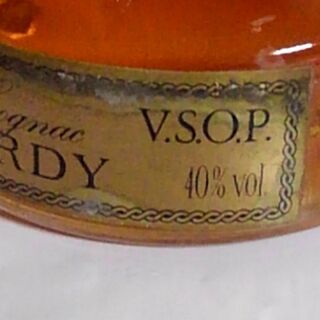 ognac V.S.O.P.
RDY 40% vol.